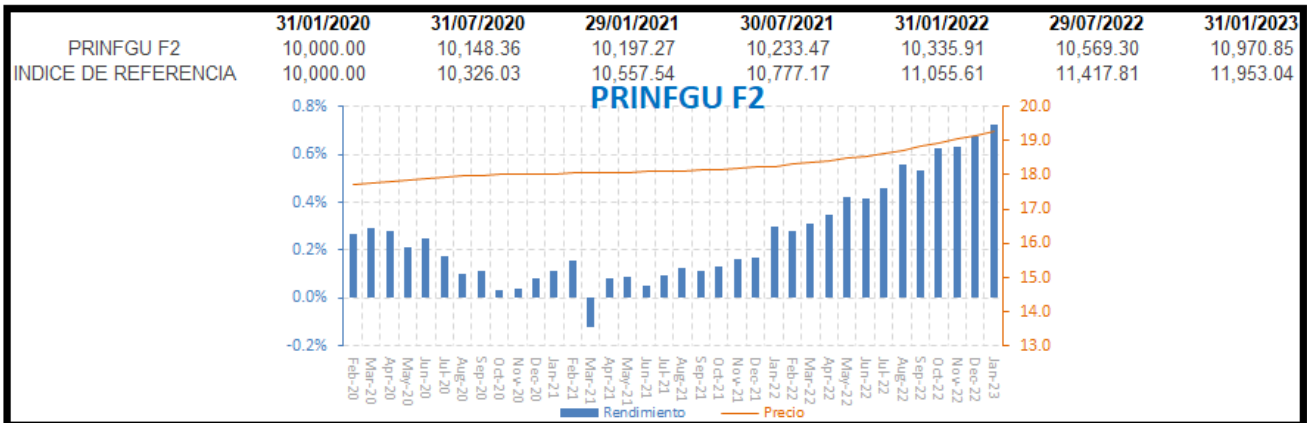 31/01/2020 31/07/2020 29/01/2021 30/07/2021 31/01/2022 29/07/2022 31/01/2023
PRINFGU F2 10,000.00 10,148.36 10,197.27 10,233.47 10,335.91 10,569.30 10,970.85
INDICE DE REFERENCIA 10,000.00 10,326.03 10,557.54 10,777.17 11,055.61 11,417.81 11,953.04
PRINFGU F2
0.8% 20.0
19.0
0.6% 18.0
0.4% 17.0
0.2% 16.0
15.0
0.0% 14.0
-0.2% 13.0
Feb-20 Mar-20 Apr-20 May-20 Jun-20 Jul-20 Aug-20 Sep-20 Oct-20 Nov-20 Dec-20 Jan-21 Feb-21 Mar-21 Apr-21 May-21 Jun-21 Jul-21 Aug-21 Sep-21 Oct-21 Nov-21 Dec-21 Jan-22 Feb-22 Mar-22 Apr-22 May-22 Jun-22 Jul-22 Aug-22 Sep-22 Oct-22 Nov-22 Dec-22 Jan-23
Rendimiento Precio